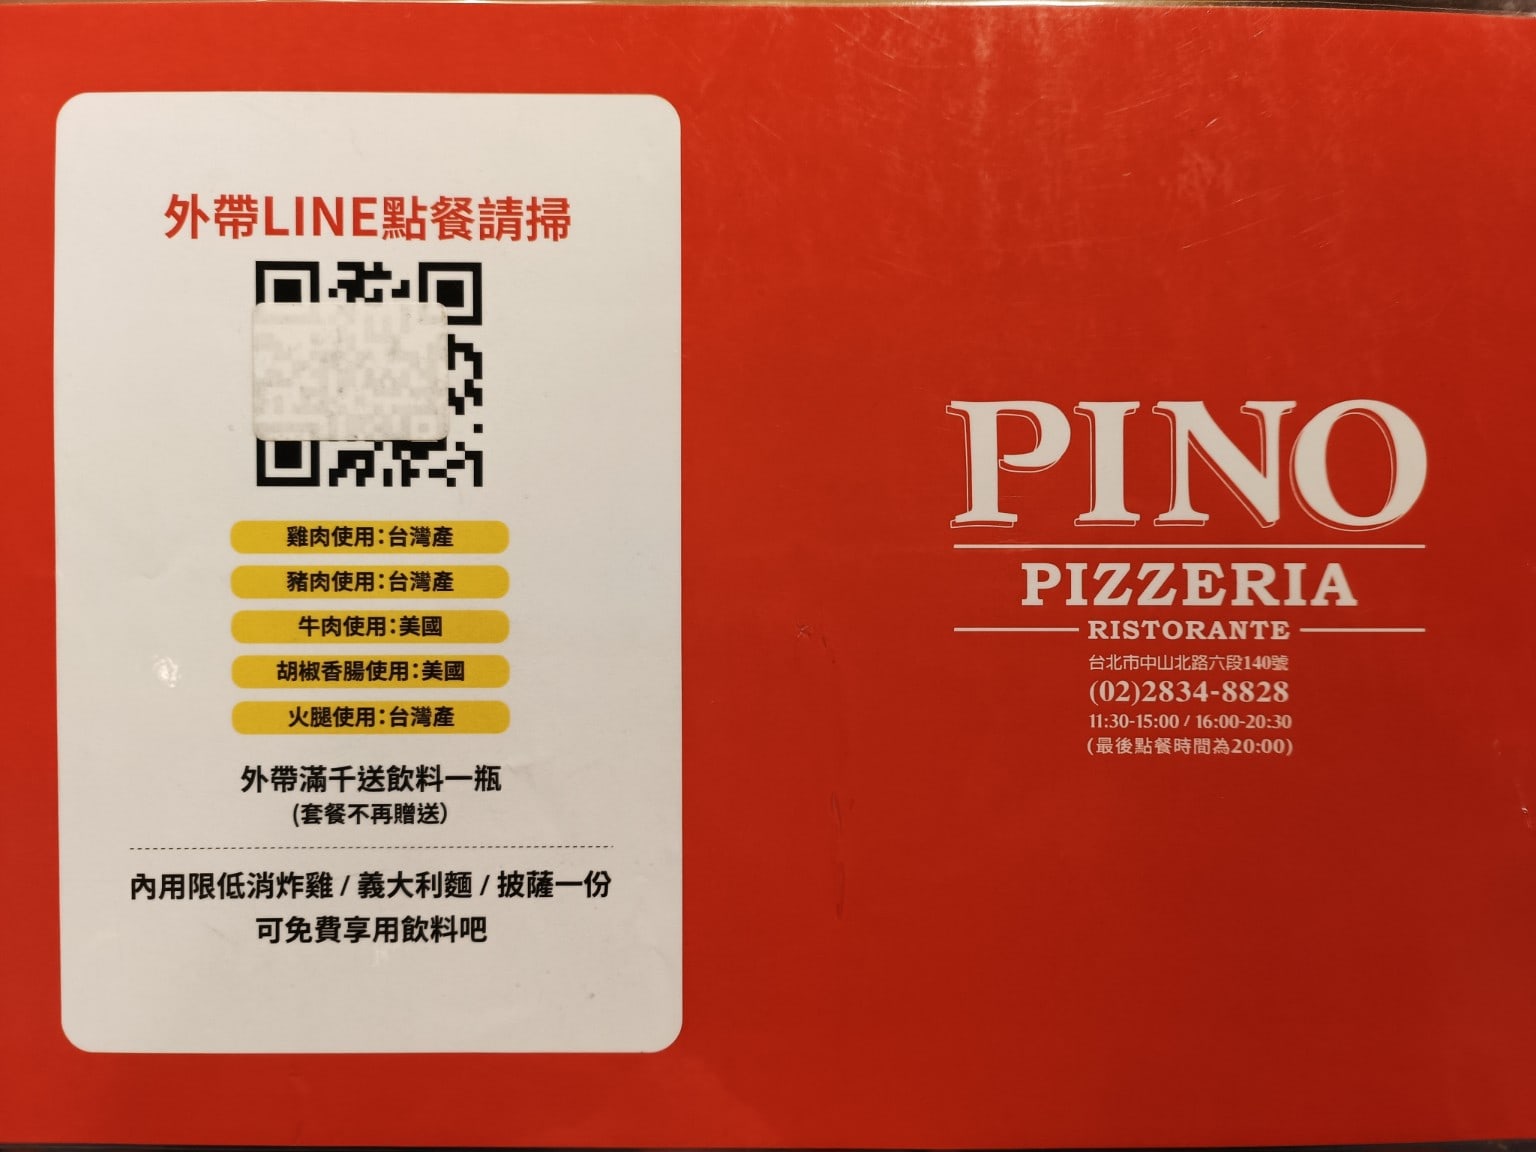 外帶LINE點餐請掃
雞肉使用:台灣產
豬肉使用:台灣產
牛肉使用:美國
胡椒香腸使用:美國
火腿使用:台灣產
外帶滿千送飲料一瓶
(套餐不再贈送)
內用限低消炸雞 / 義大利麵 / 披薩一份
可免費享用飲料吧
PINO
PIZZERIA
RISTORANTE
台北市中山北路六段140號
(02)2834-8828
11:30-15:00 / 16:00-20:30
(最後點餐時間為20:00)